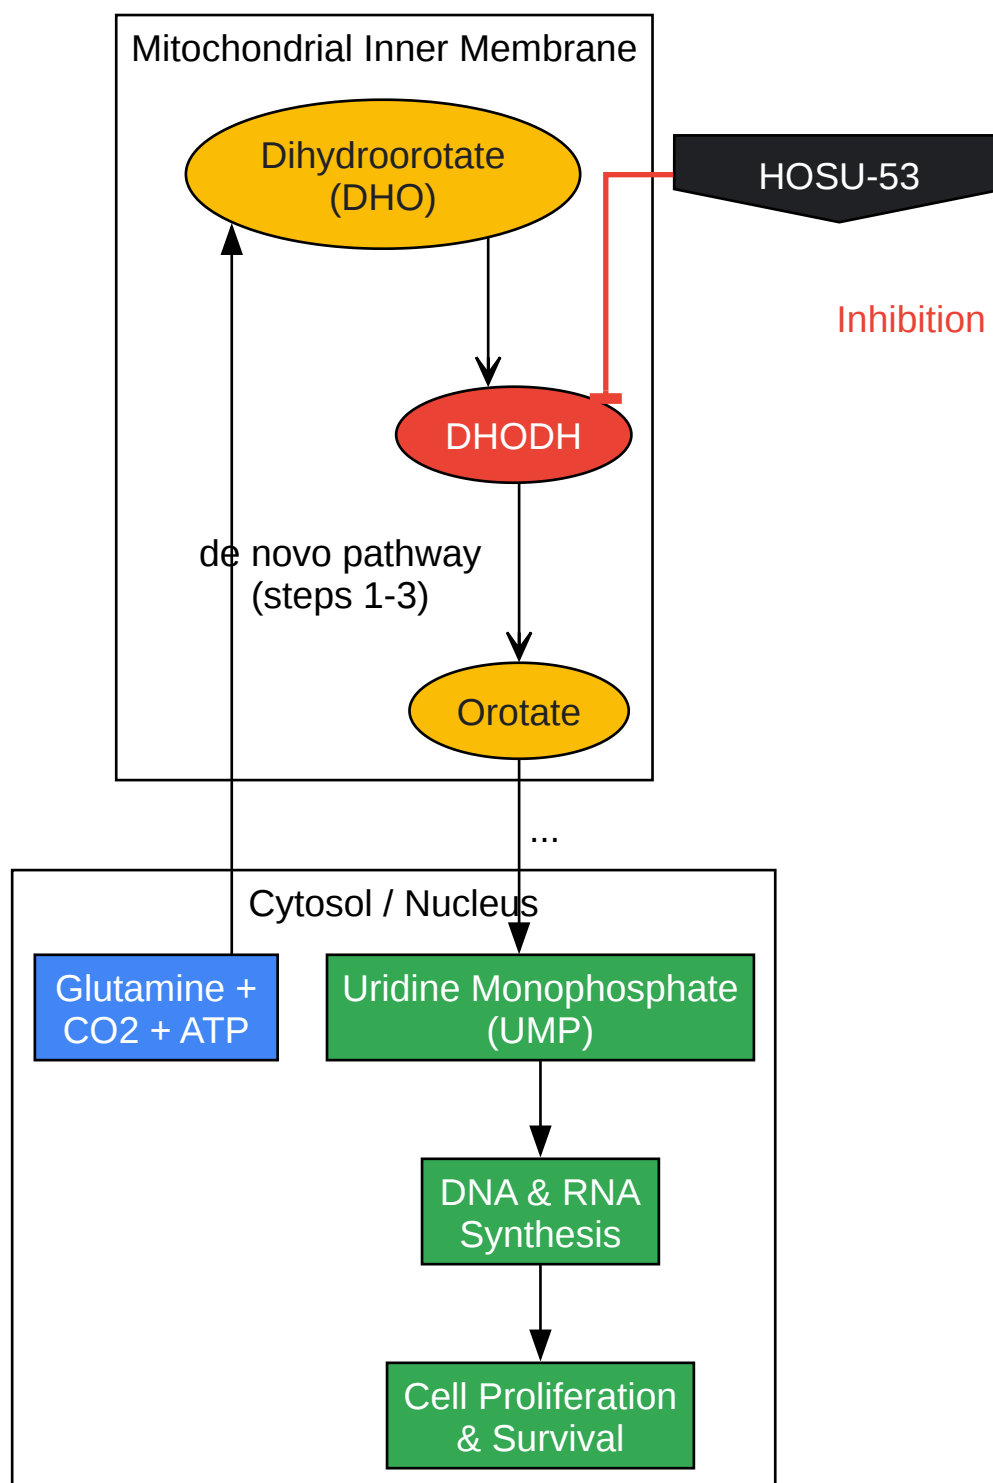 Mitochondrial Inner Membrane
Dihydroorotate
(DHO)
HOSU-53
Inhibition
DHODH
de novo pathway
(steps 1-3)
Orotate
...
Cytosol / Nucleus
Glutamine +
CO2 + ATP
Uridine Monophosphate
(UMP)
DNA & RNA
Synthesis
Cell Proliferation
& Survival